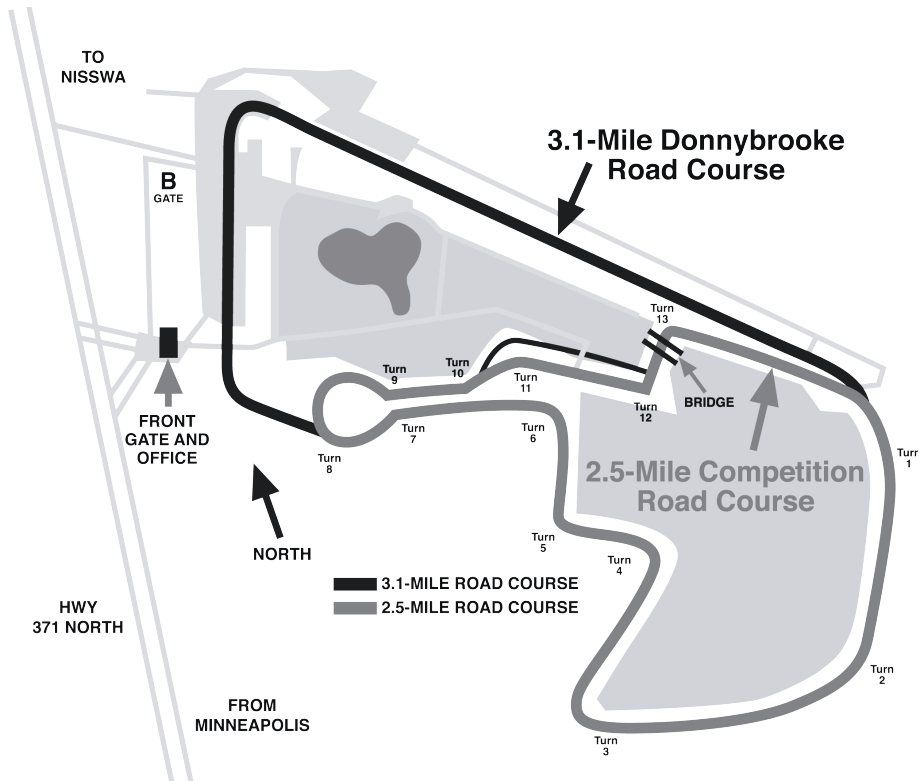 TO
NISSWA
3.1-Mile Donnybrooke
Road Course
B
GATE
Turn
13
Turn
9
Turn
10
Turn
11
BRIDGE
Turn
12
FRONT
GATE AND
OFFICE
Turn
7
Turn
6
Turn
8
Turn
1
2.5-Mile Competition
Road Course
NORTH
Turn
5
Turn
4
3.1-MILE ROAD COURSE
2.5-MILE ROAD COURSE
HWY
371 NORTH
Turn
2
FROM
MINNEAPOLIS
Turn
3